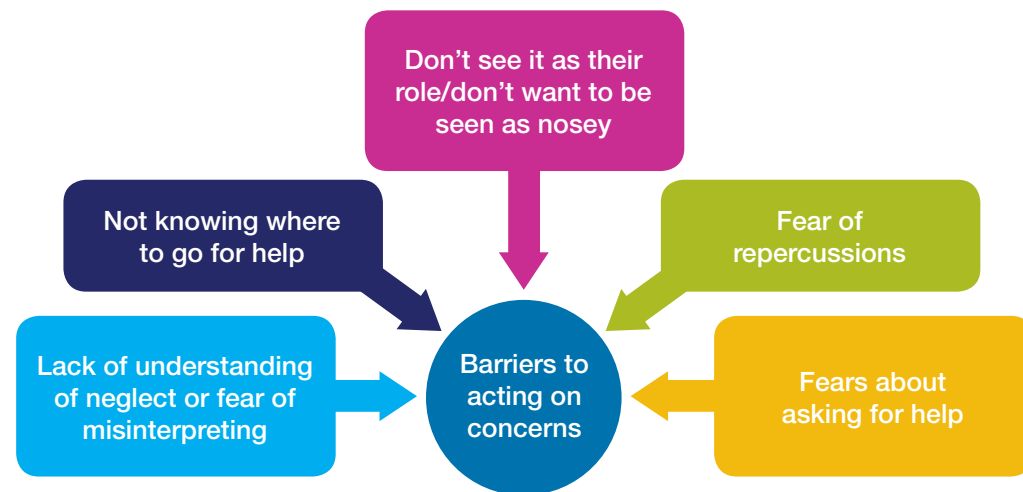 Don’t see it as their
role/don’t want to be
seen as nosey
Not knowing where
to go for help
Fear of
repercussions
Lack of understanding
of neglect or fear of
misinterpreting
Barriers to
acting on
concerns
Fears about
asking for help